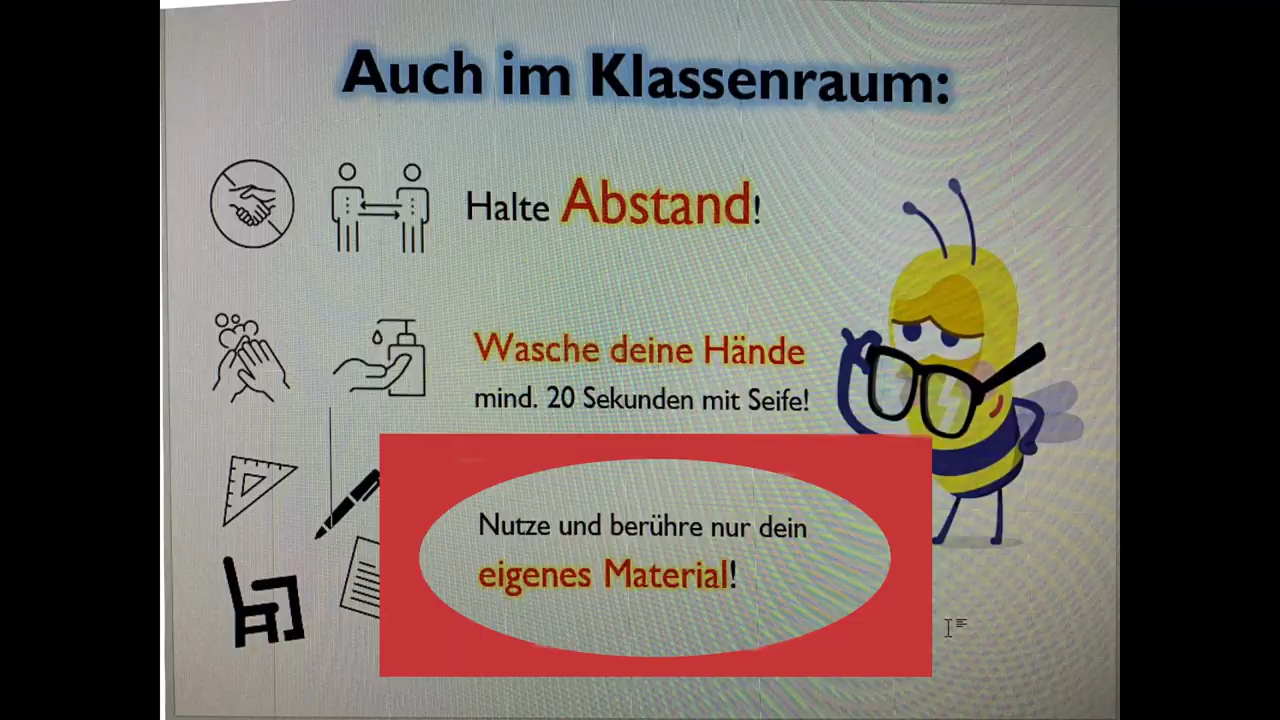 Auch im Klassenraum:
Halte Abstand!
Wasche deine Hände
mind. 20 Sekunden mit Seife!
Nutze und berühre nur dein
eigenes Material!